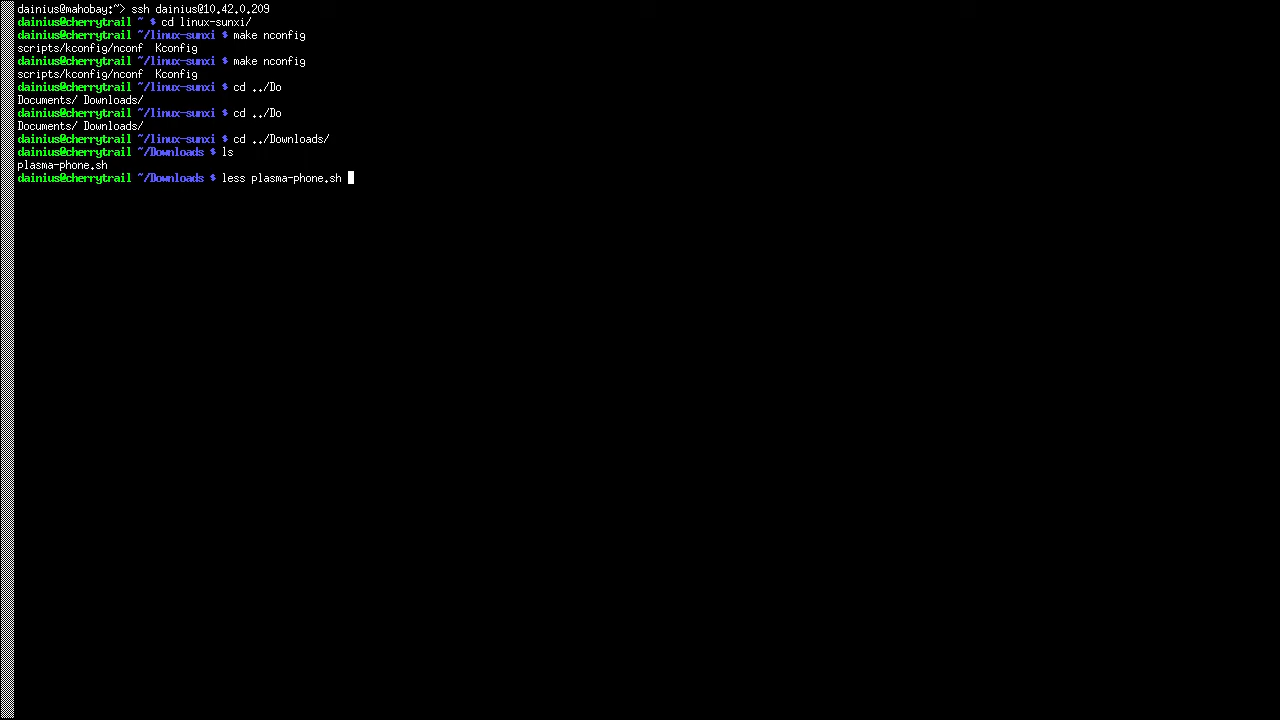 dainius@mahobay:~> ssh dainius@10.42.0.209
dainius@cherrytrail ~ $ cd linux-sunxi/
dainius@cherrytrail ~/linux-sunxi $ make nconfig
scripts/kconfig/nconf  Kconfig
dainius@cherrytrail ~/linux-sunxi $ make nconfig
scripts/kconfig/nconf  Kconfig
dainius@cherrytrail ~/linux-sunxi $ cd ../Do
Documents/ Downloads/
dainius@cherrytrail ~/linux-sunxi $ cd ../Do
Documents/ Downloads/
dainius@cherrytrail ~/linux-sunxi $ cd ../Downloads/
dainius@cherrytrail ~/Downloads $ ls
plasma-phone.sh
dainius@cherrytrail ~/Downloads $ less plasma-phone.sh